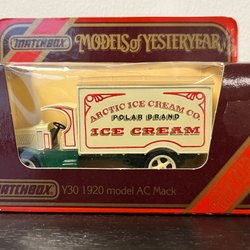 MATCHBOX
MODELS of YESTERYEAR
ARCTIC ICE CREAM CO.
POLAR BRAND
ICE CREAM
MATCHBOX
Y30 1920 model AC Mack